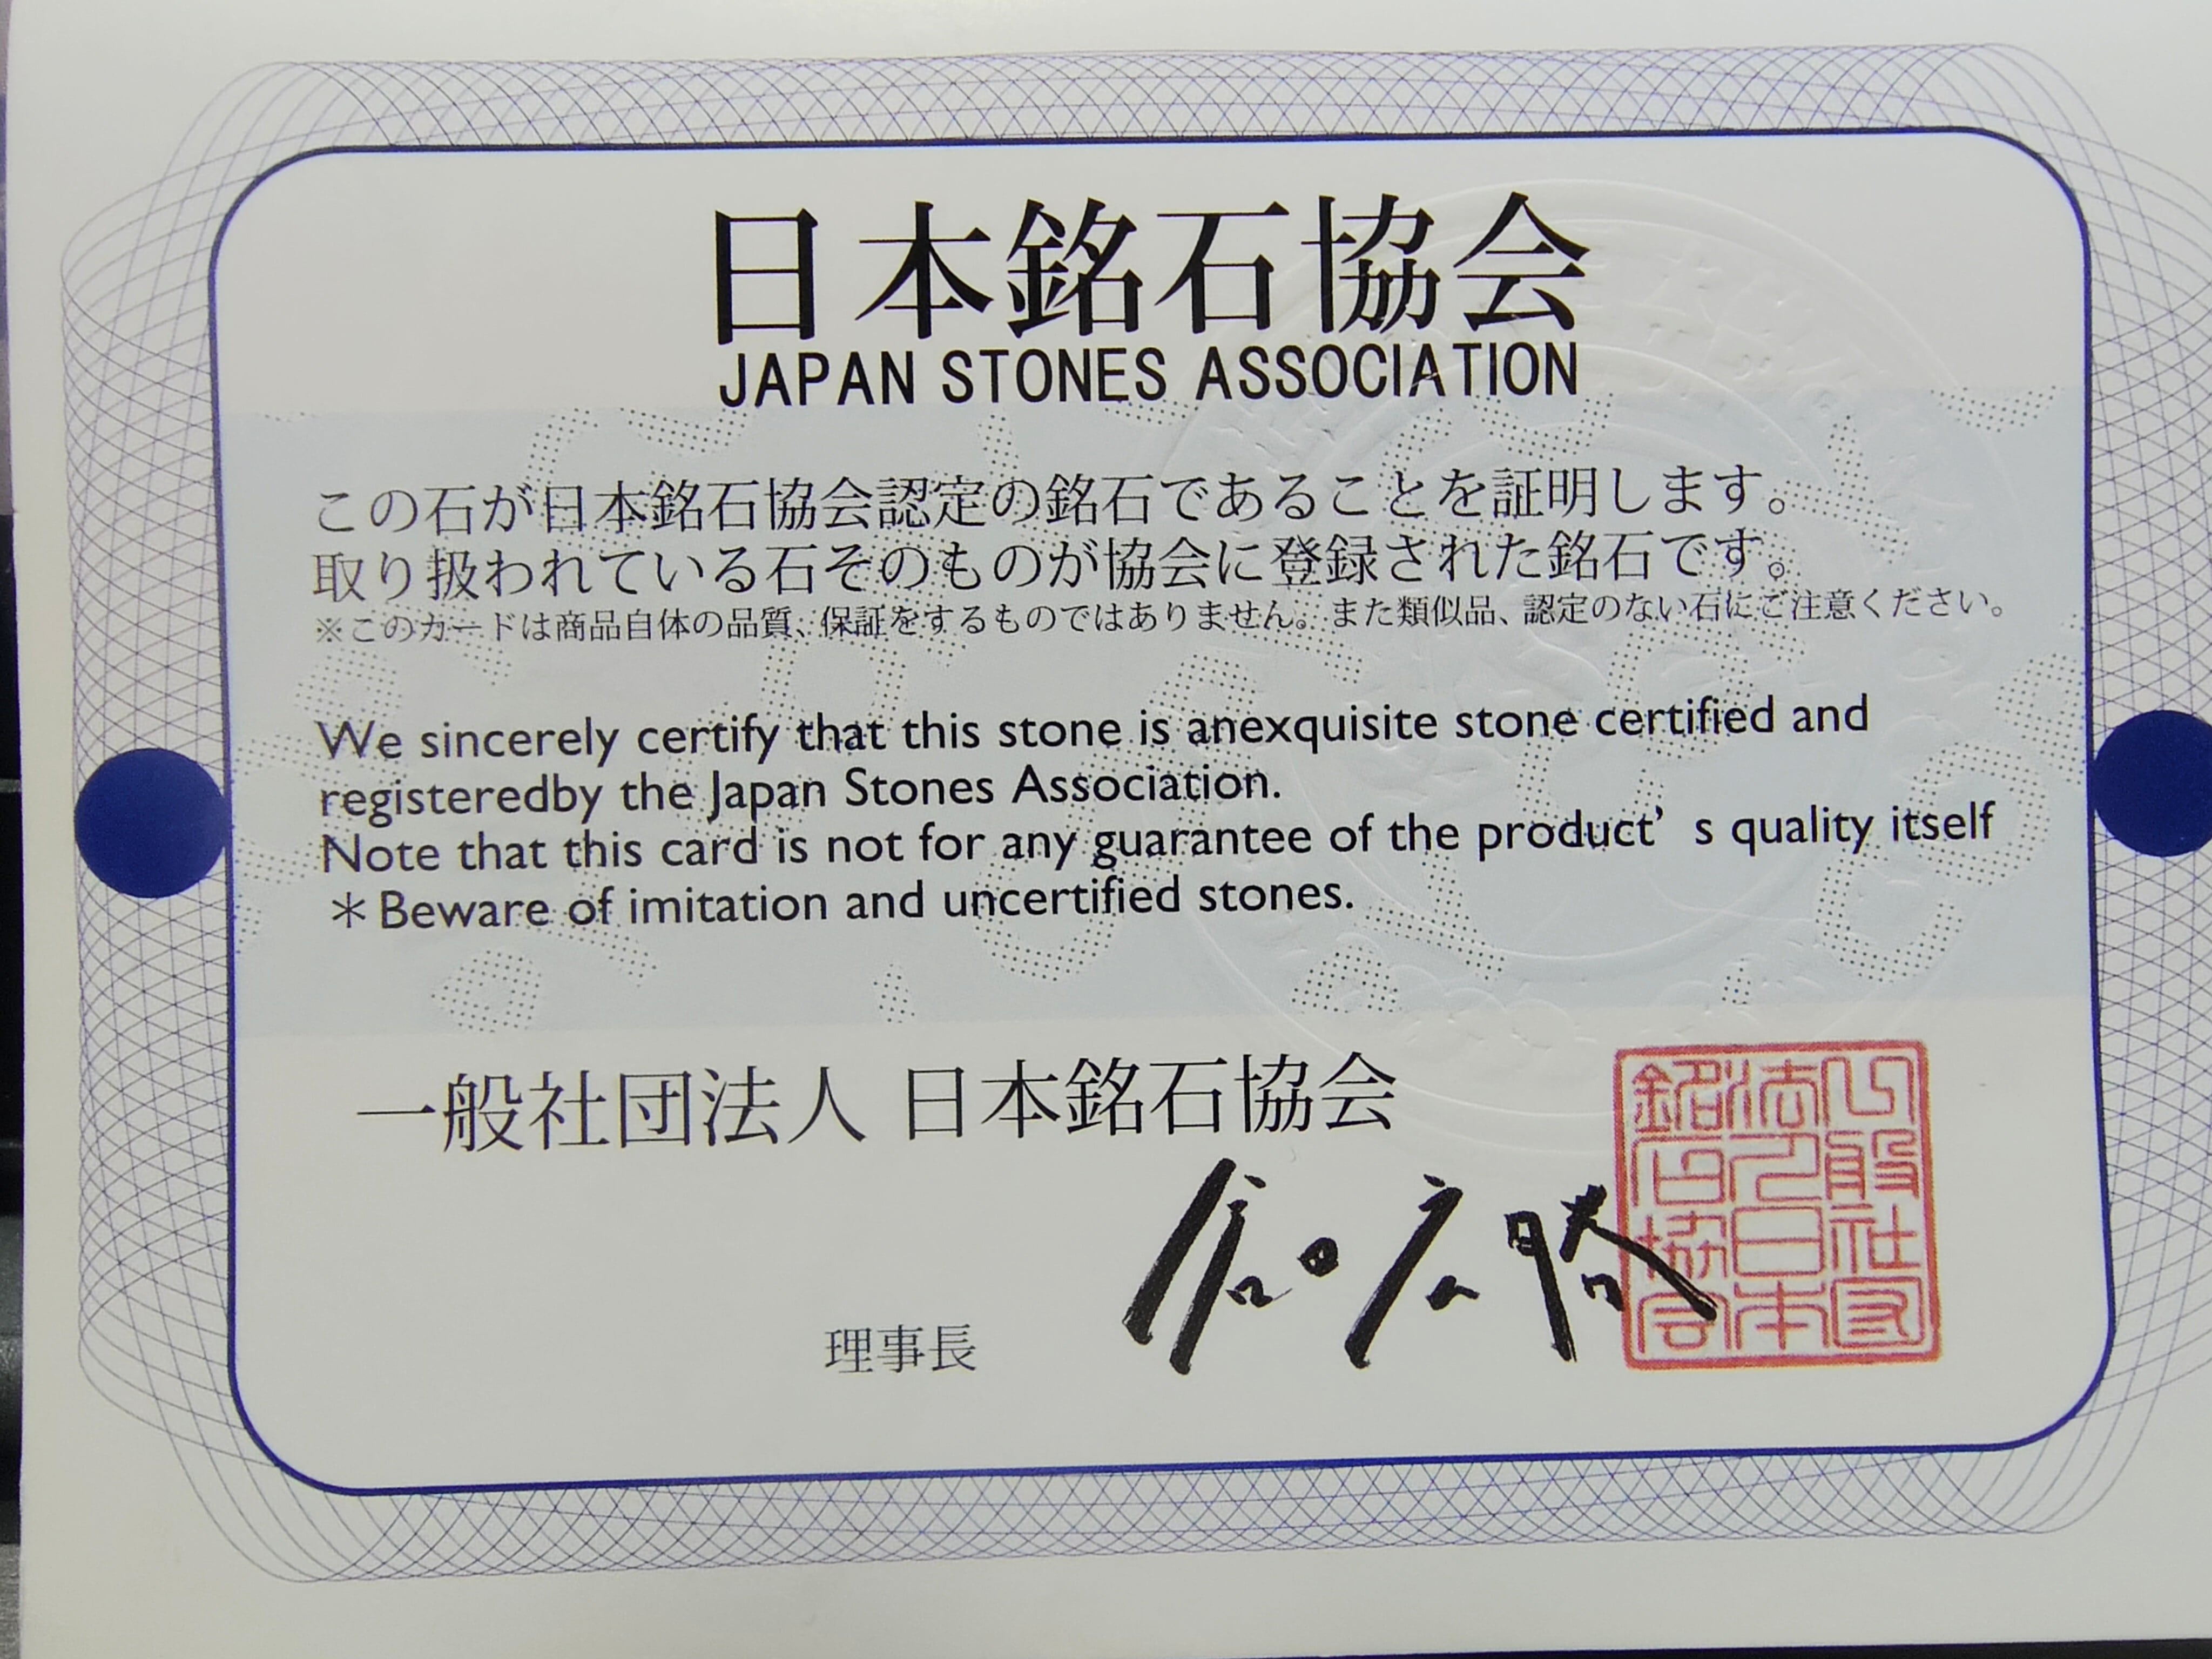 日本銘石協会
JAPAN STONES ASSOCIATION
この石が日本銘石協会認定の銘石であることを証明します。
取り扱われている石そのものが協会に登録された銘石です。
※このカードは商品自体の品質、保証をするものではありません。また類似品、認定のない石にご注意ください。
We sincerely certify that this stone is anexquisite stone certified and
registeredby the Japan Stones Association.
Note that this card is not for any guarantee of the product’ s quality itself
＊Beware of imitation and uncertified stones.
一般社団法人 日本銘石協会
理事長